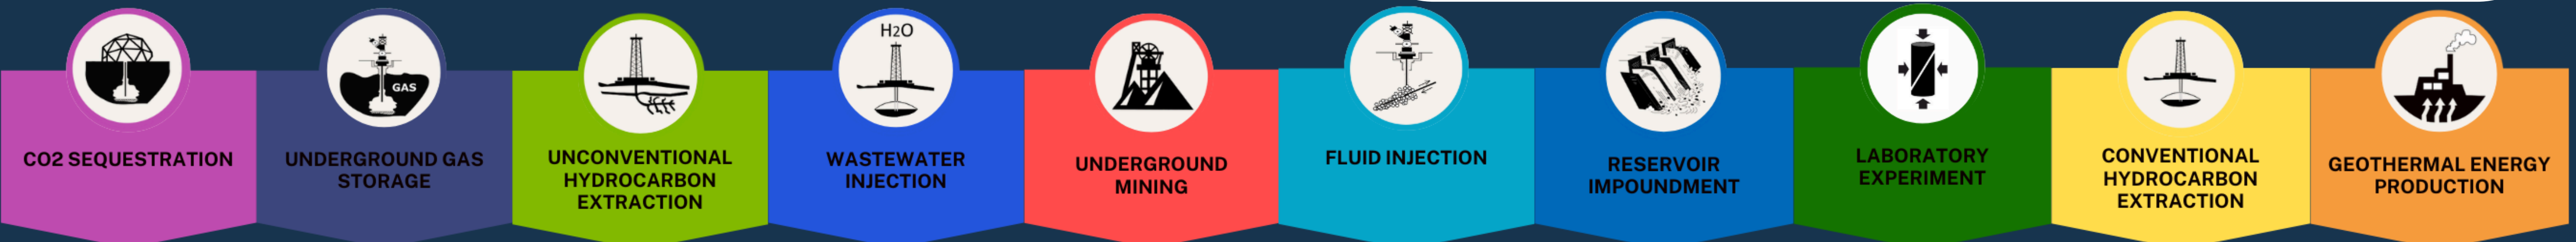 CO2 SEQUESTRATION
GAS
UNDERGROUND GAS
STORAGE
UNCONVENTIONAL
HYDROCARBON
EXTRACTION
H2O
WASTEWATER
INJECTION
UNDERGROUND
MINING
FLUID INJECTION
RESERVOIR
IMPOUNDMENT
LABORATORY
EXPERIMENT
CONVENTIONAL
HYDROCARBON
EXTRACTION
GEOTHERMAL ENERGY
PRODUCTION